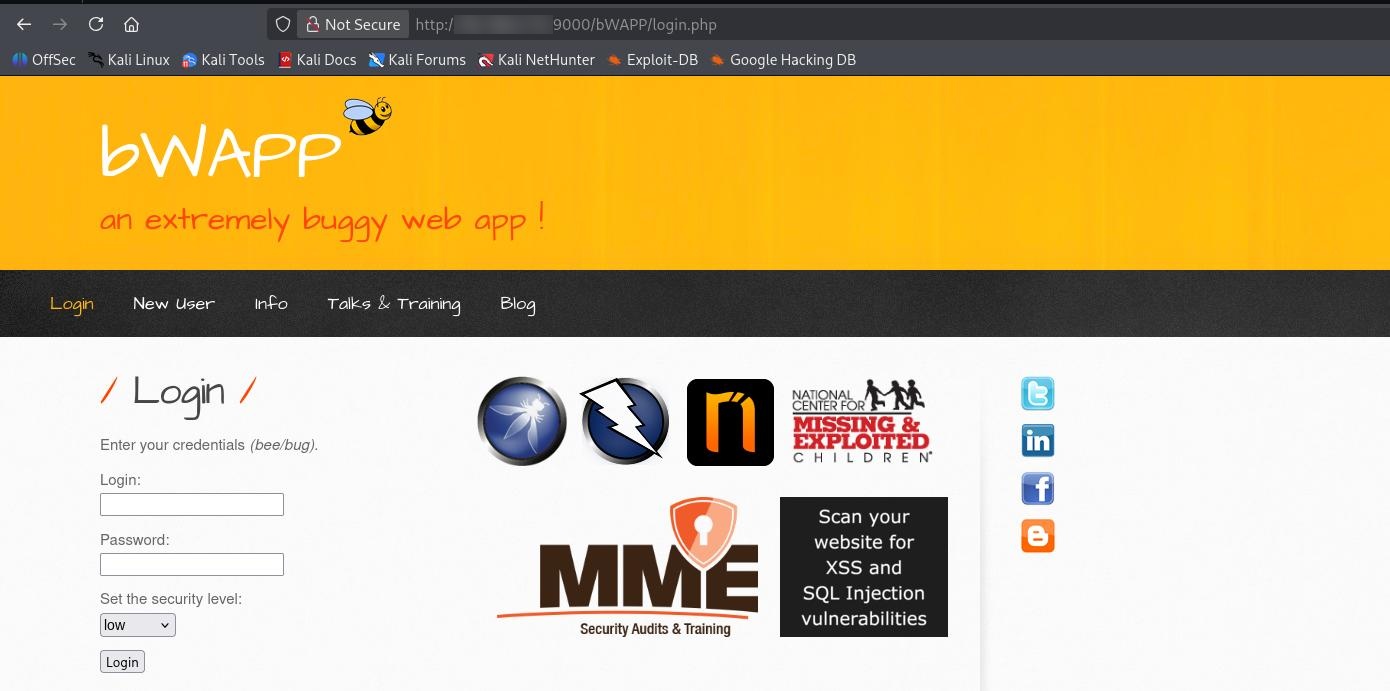 Not Secure http:/ 9000/bWAPP/login.php
OffSec Kali Linux Kali Tools Kali Docs Kali Forums Kali NetHunter Exploit-DB Google Hacking DB
bWAPP
an extremely buggy web app !
Login New User Info Talks & Training Blog
/ Login /
Enter your credentials (bee/bug).
Login:
Password:
Set the security level:
low
Login
NATIONAL
CENTER FOR
MISSING &
EXPLOITED
CHILDREN®
MME
Security Audits & Training
Scan your
website for
XSS and
SQL Injection
vulnerabilities